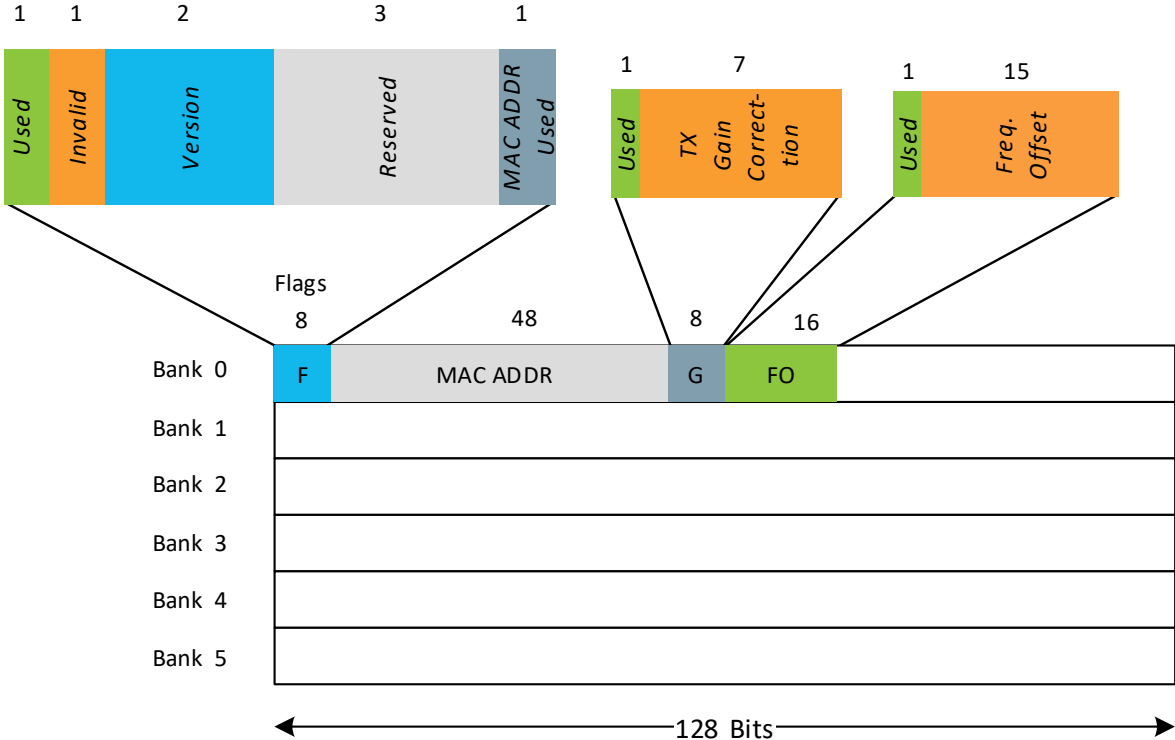 1 1 2 3 1
Used
Invalid
Version
Reserved
MAC ADDR
Used
1 7
Used
TX
Gain
Correct-
tion
1 15
Used
Freq.
Offset
Flags
8 48 8 16
Bank 0 F MAC ADDR G FO
Bank 1
Bank 2
Bank 3
Bank 4
Bank 5
128 Bits